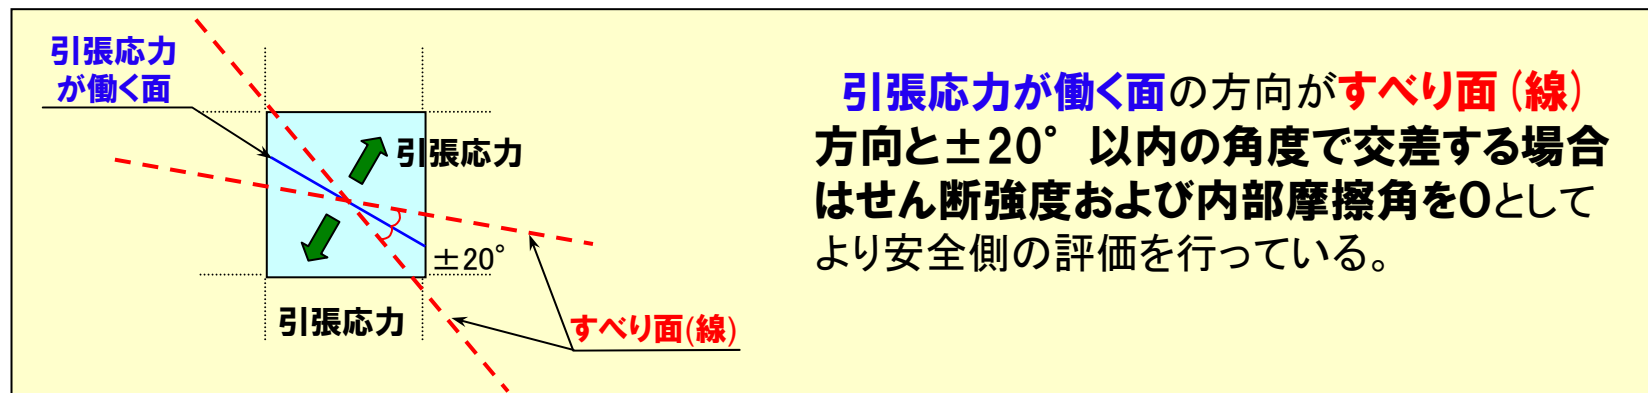 引張応力
が働く面
引張応力
±20°
引張応力
すべり面(線)
引張応力が働く面の方向がすべり面(線)
方向と±20°以内の角度で交差する場合
はせん断強度および内部摩擦角を0として
より安全側の評価を行っている。